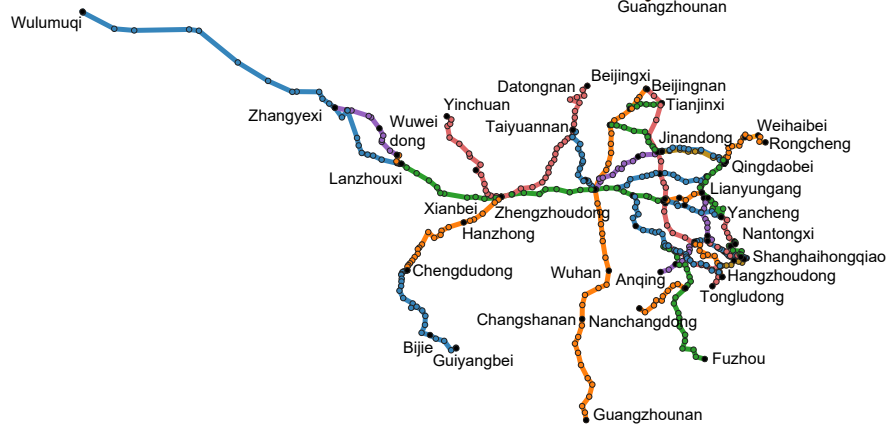 Guangzhounan
Wulumuqi
Zhangyexi
Wuwei
dong
Lanzhouxi
Yinchuan
Datongnan
Beijingxi
Taiyuannan
Beijingnan
Tianjinxi
Jinandong
Weihaibei
Rongcheng
Qingdaobei
Lianyungang
Yancheng
Nantongxi
Shanghaihongqiao
Hangzhoudong
Tongludong
Xianbei
Zhengzhoudong
Hanzhong
Chengdudong
Wuhan
Anqing
Changshanan
Nanchangdong
Bijie
Guiyangbei
Fuzhou
Guangzhounan